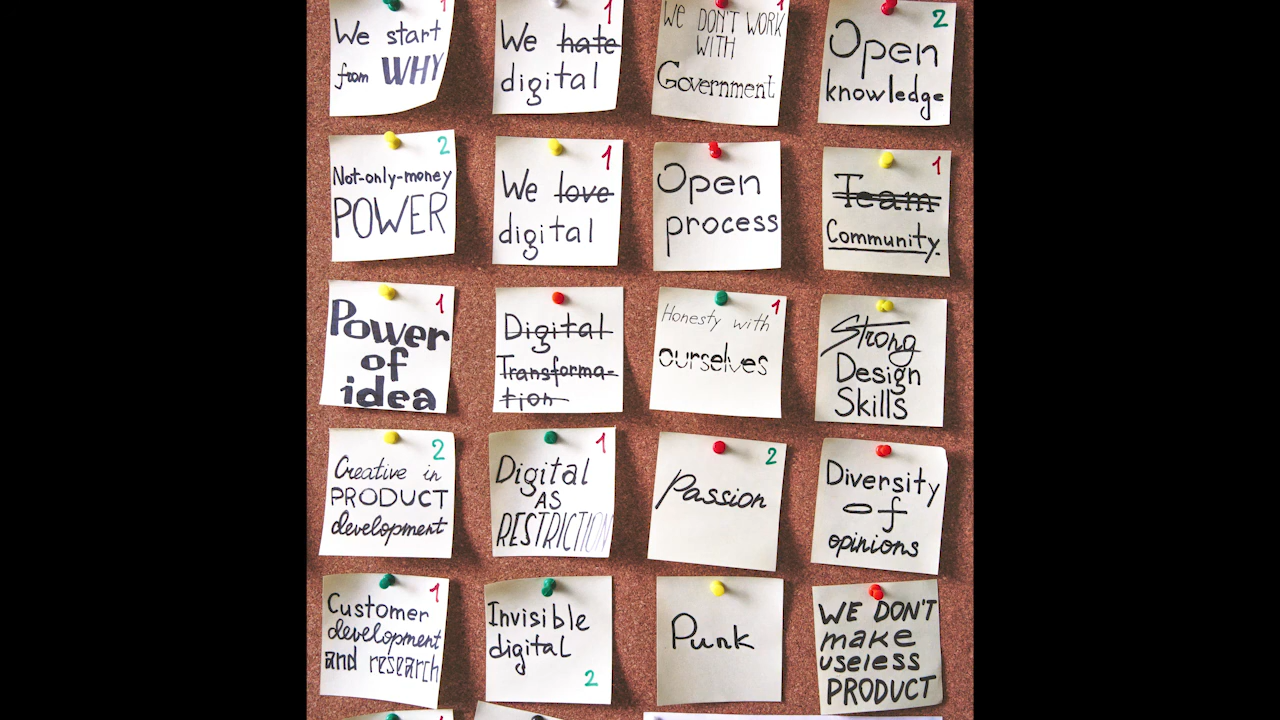 1
We start
from WHY
1
We hate
digital
1
WE DON'T WORK
WITH
Government
2
Open
knowledge
2
Not-only-money
POWER
1
We love
digital
Open
process
1
Team
Community.
1
Power
of
idea
Digital
Transforma-
tion
1
Honesty with
ourselves
Strong
Design
Skills
2
Creative in
PRODUCT
development
1
Digital
AS
RESTRICTION
2
Passion
Diversity
of
opinions
1
Customer
development
and research
Invisible
digital
2
Punk
WE DON'T
make
useless
PRODUCT